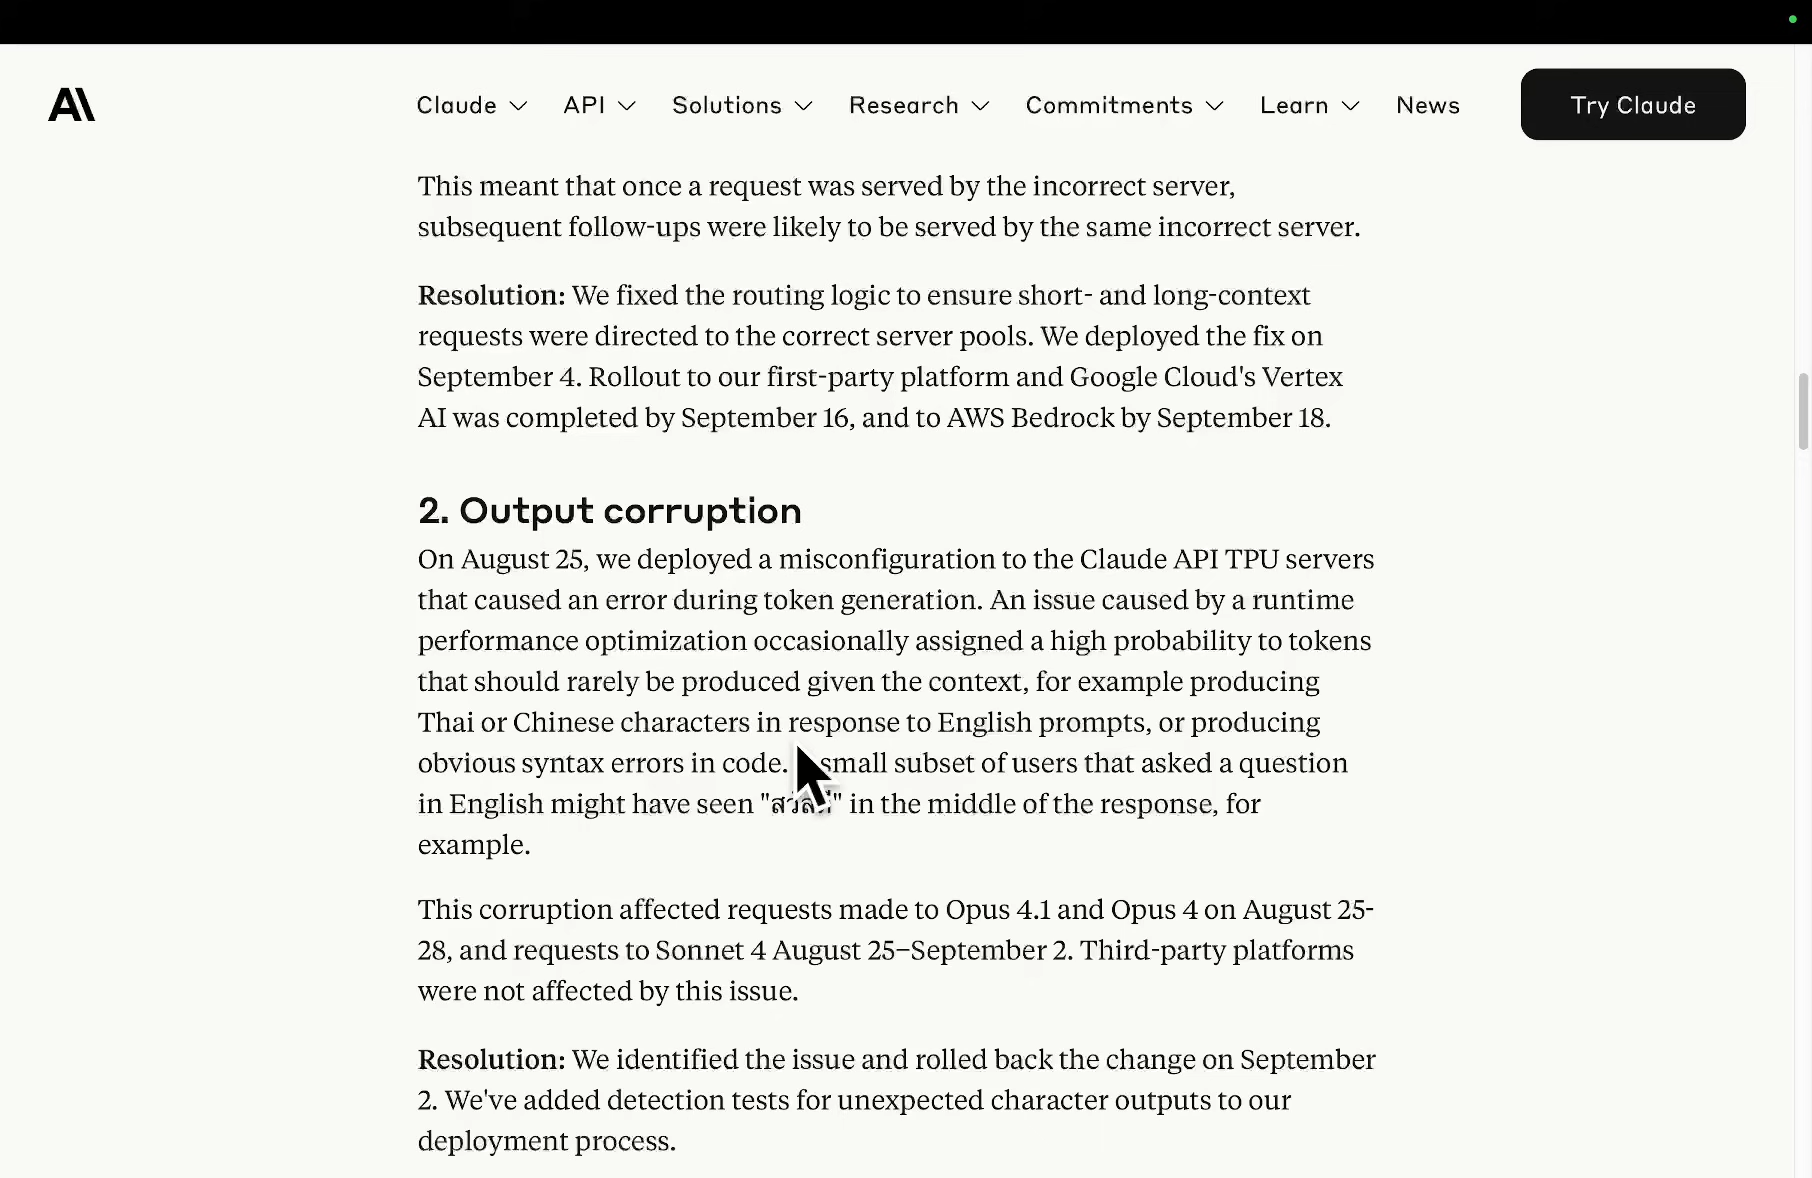 Claude
API
Solutions
Research
Commitments
Learn
News
Try Claude
This meant that once a request was served by the incorrect server,
subsequent follow-ups were likely to be served by the same incorrect server.
Resolution: We fixed the routing logic to ensure short- and long-context
requests were directed to the correct server pools. We deployed the fix on
September 4. Rollout to our first-party platform and Google Cloud's Vertex
AI was completed by September 16, and to AWS Bedrock by September 18.
2. Output corruption
On August 25, we deployed a misconfiguration to the Claude API TPU servers
that caused an error during token generation. An issue caused by a runtime
performance optimization occasionally assigned a high probability to tokens
that should rarely be produced given the context, for example producing
Thai or Chinese characters in response to English prompts, or producing
obvious syntax errors in code. small subset of users that asked a question
in English might have seen "" in the middle of the response, for
example.
This corruption affected requests made to Opus 4.1 and Opus 4 on August 25-
28, and requests to Sonnet 4 August 25–September 2. Third-party platforms
were not affected by this issue.
Resolution: We identified the issue and rolled back the change on September
2. We've added detection tests for unexpected character outputs to our
deployment process.